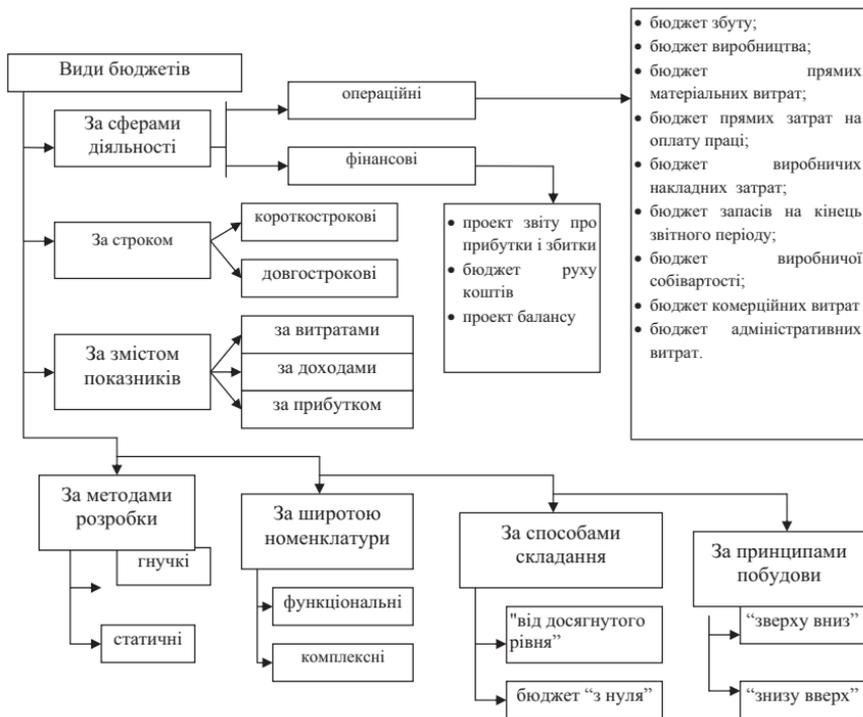 Види бюджетів
За сферами
діяльності
операційні
фінансові
• бюджет збуту;
• бюджет виробництва;
• бюджет прямих
матеріальних витрат;
• бюджет прямих затрат на
оплату праці;
• бюджет виробничих
накладних затрат;
• бюджет запасів на кінець
звітного періоду;
• бюджет виробничої
собівартості;
• бюджет комерційних витрат
• бюджет адміністративних
витрат.
• проект звіту про
прибутки і збитки
• бюджет руху
коштів
• проект балансу
За строком
короткострокові
довгострокові
За змістом
показників
за витратами
за доходами
за прибутком
За методами
розробки
гнучкі
статичні
За широтою
номенклатури
функціональні
комплексні
За способами
складання
"від досягнутого
рівня”
бюджет “з нуля”
За принципами
побудови
“зверху вниз”
“знизу вверх”